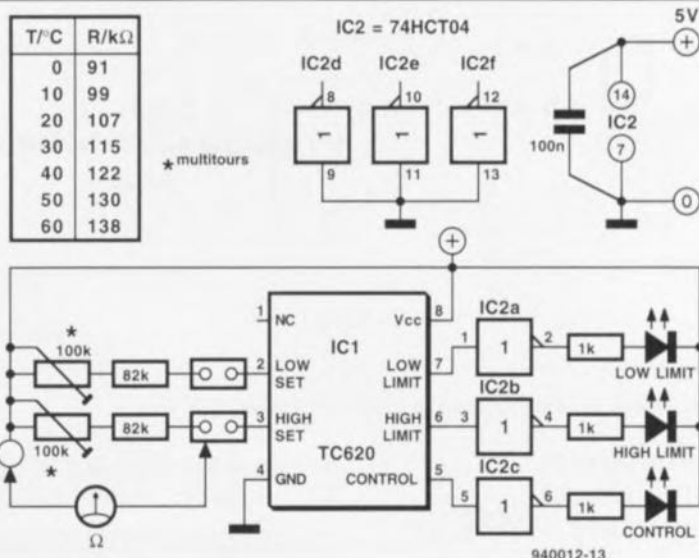 T/°C R/kΩ
0 91
10 99
20 107
30 115
40 122
50 130
60 138
* multitours
IC2 = 74HCT04
IC2d IC2e IC2f
8 10 12
1 1 1
9 11 13
5V
+
14
IC2
7
100n
0
+
* 100k
82k
100k *
82k
Ω
1 NC
2 LOW SET
3 HIGH SET
4 GND
IC1
TC620
Vcc 8
LOW LIMIT 7
HIGH LIMIT 6
CONTROL 5
IC2a
1 1 2
1k
LOW LIMIT
IC2b
3 1 4
1k
HIGH LIMIT
IC2c
5 1 6
1k
CONTROL
940012-13